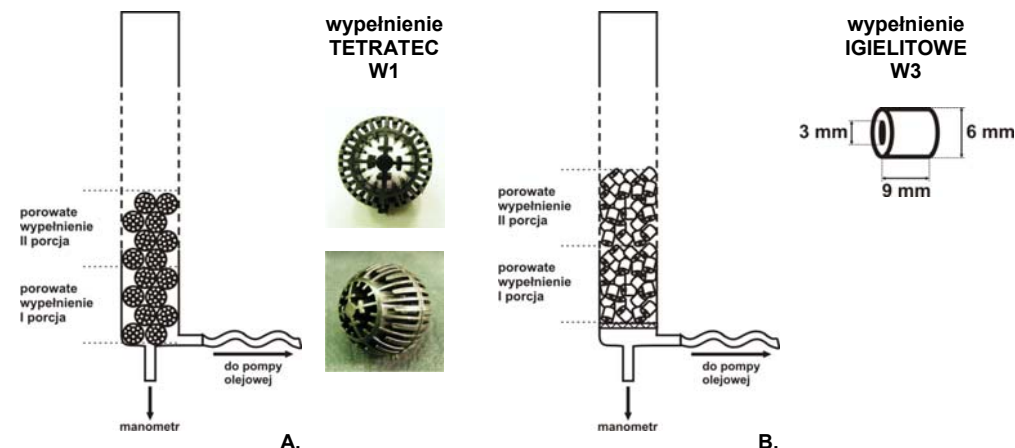 wypełnienie
TETRATEC
W1
porowate
wypełnienie
II porcja
porowate
wypełnienie
I porcja
do pompy
olejowej
manometr
A.
wypełnienie
IGIELITOWE
W3
3 mm
6 mm
9 mm
porowate
wypełnienie
II porcja
porowate
wypełnienie
I porcja
do pompy
olejowej
manometr
B.